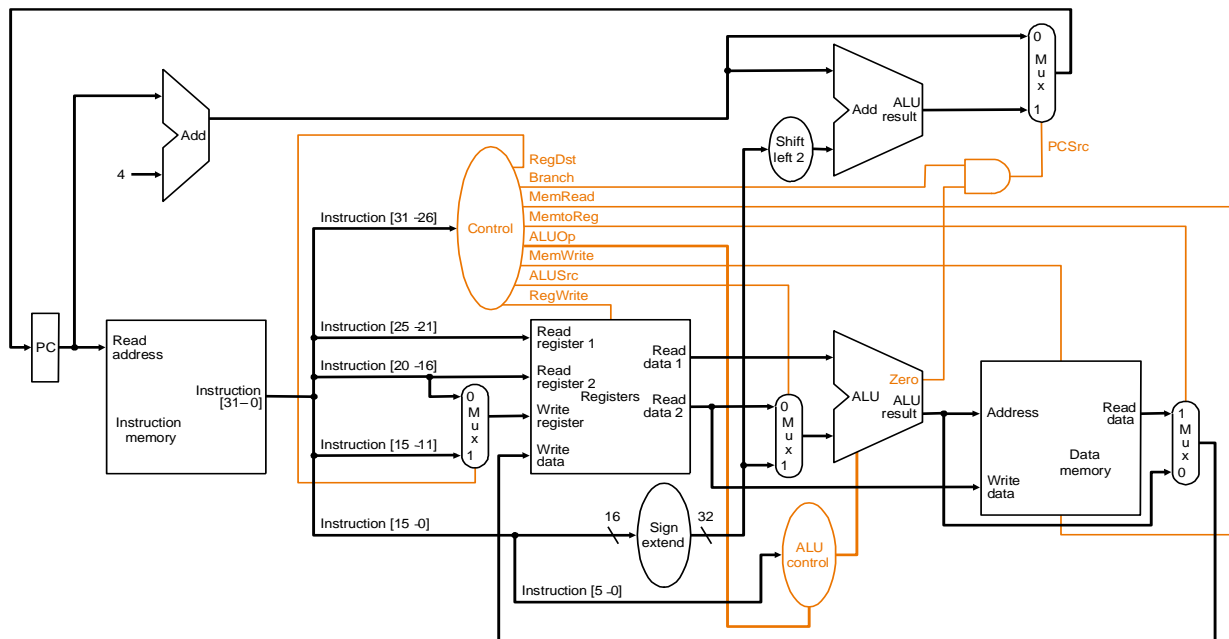 0
M
u
x
1
Add
4
Add
ALU
result
Shift
left 2
PCSrc
RegDst
Branch
MemRead
MemtoReg
ALUOp
MemWrite
ALUSrc
RegWrite
Control
Instruction [31-26]
Instruction [25-21]
Instruction [20-16]
Instruction [15-11]
Instruction [15-0]
Instruction [5-0]
PC
Read
address
Instruction
[31-0]
Instruction
memory
0
M
u
x
1
Read
register 1
Read
register 2
Write
register
Write
data
Registers
Read
data 1
Read
data 2
0
M
u
x
1
Zero
ALU
ALU
result
Address
Write
data
Read
data
Data
memory
1
M
u
x
0
16
Sign
extend
32
ALU
control